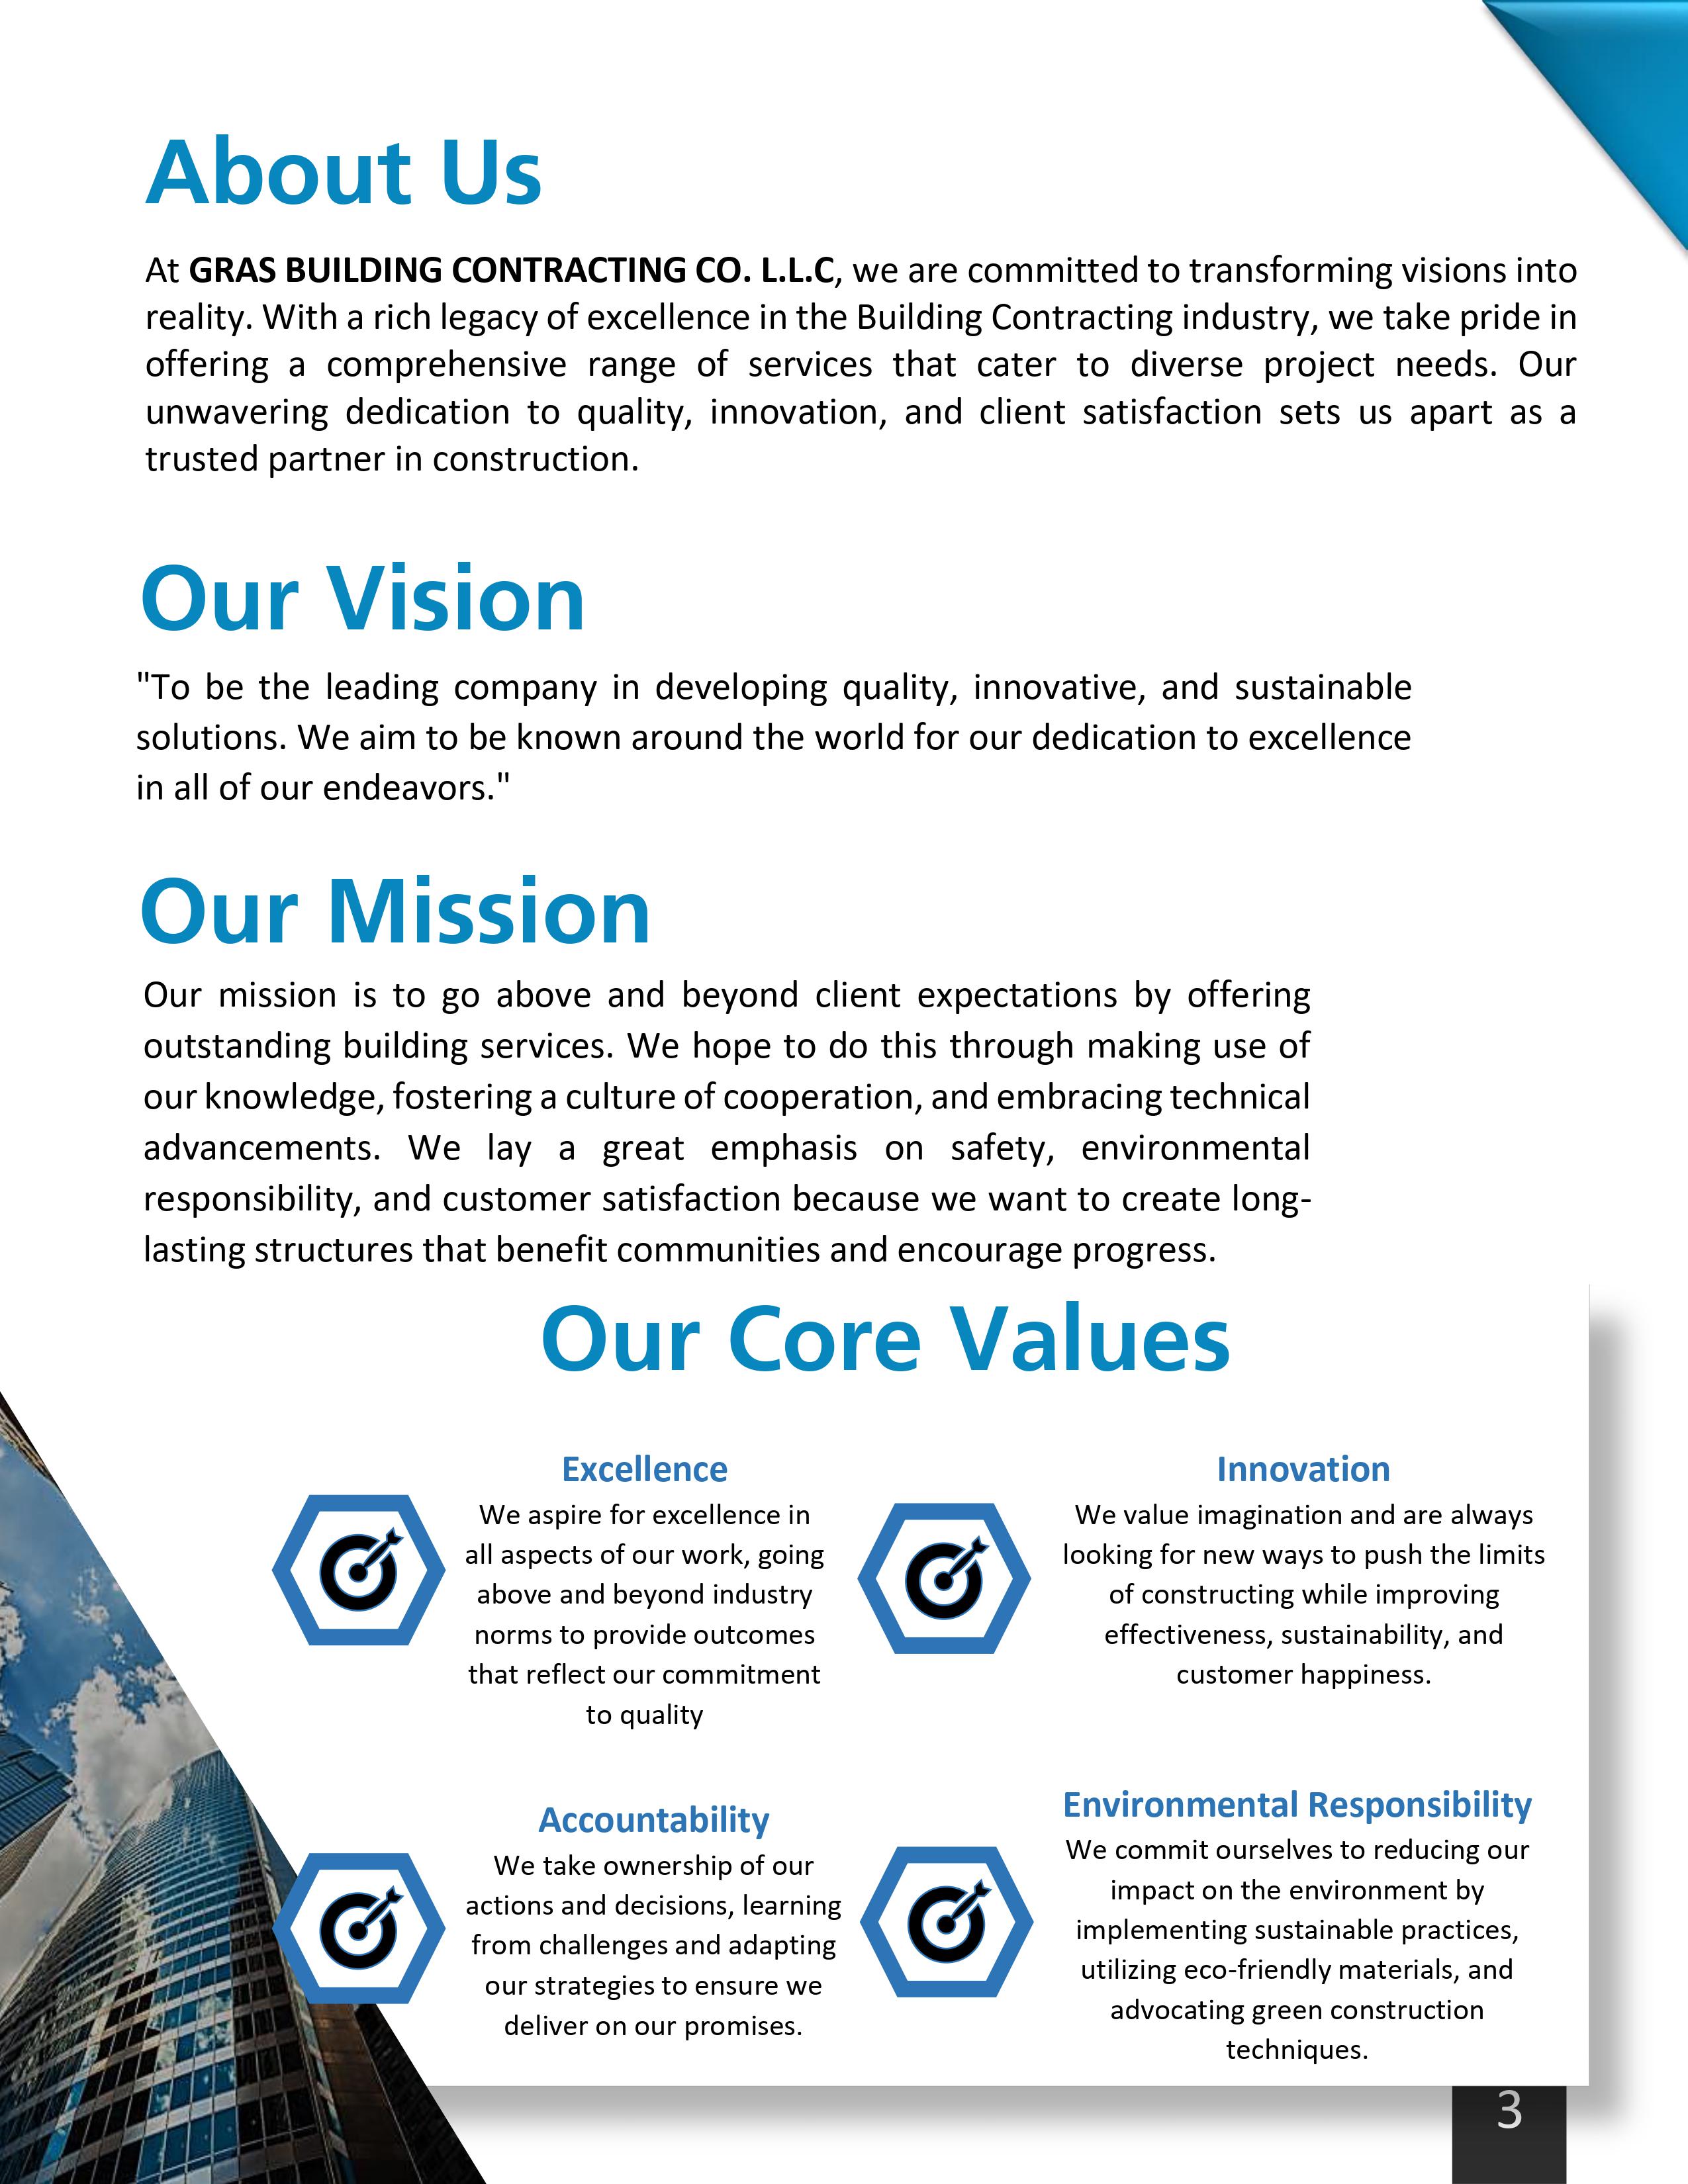 About Us
At GRAS BUILDING CONTRACTING CO. L.L.C, we are committed to transforming visions into
reality. With a rich legacy of excellence in the Building Contracting industry, we take pride in
offering a comprehensive range of services that cater to diverse project needs. Our
unwavering dedication to quality, innovation, and client satisfaction sets us apart as a
trusted partner in construction.
Our Vision
"To be the leading company in developing quality, innovative, and sustainable
solutions. We aim to be known around the world for our dedication to excellence
in all of our endeavors."
Our Mission
Our mission is to go above and beyond client expectations by offering
outstanding building services. We hope to do this through making use of
our knowledge, fostering a culture of cooperation, and embracing technical
advancements. We lay a great emphasis on safety, environmental
responsibility, and customer satisfaction because we want to create long-
lasting structures that benefit communities and encourage progress.
Our Core Values
Excellence
We aspire for excellence in
all aspects of our work, going
above and beyond industry
norms to provide outcomes
that reflect our commitment
to quality
Innovation
We value imagination and are always
looking for new ways to push the limits
of constructing while improving
effectiveness, sustainability, and
customer happiness.
Accountability
We take ownership of our
actions and decisions, learning
from challenges and adapting
our strategies to ensure we
deliver on our promises.
Environmental Responsibility
We commit ourselves to reducing our
impact on the environment by
implementing sustainable practices,
utilizing eco-friendly materials, and
advocating green construction
techniques.
3